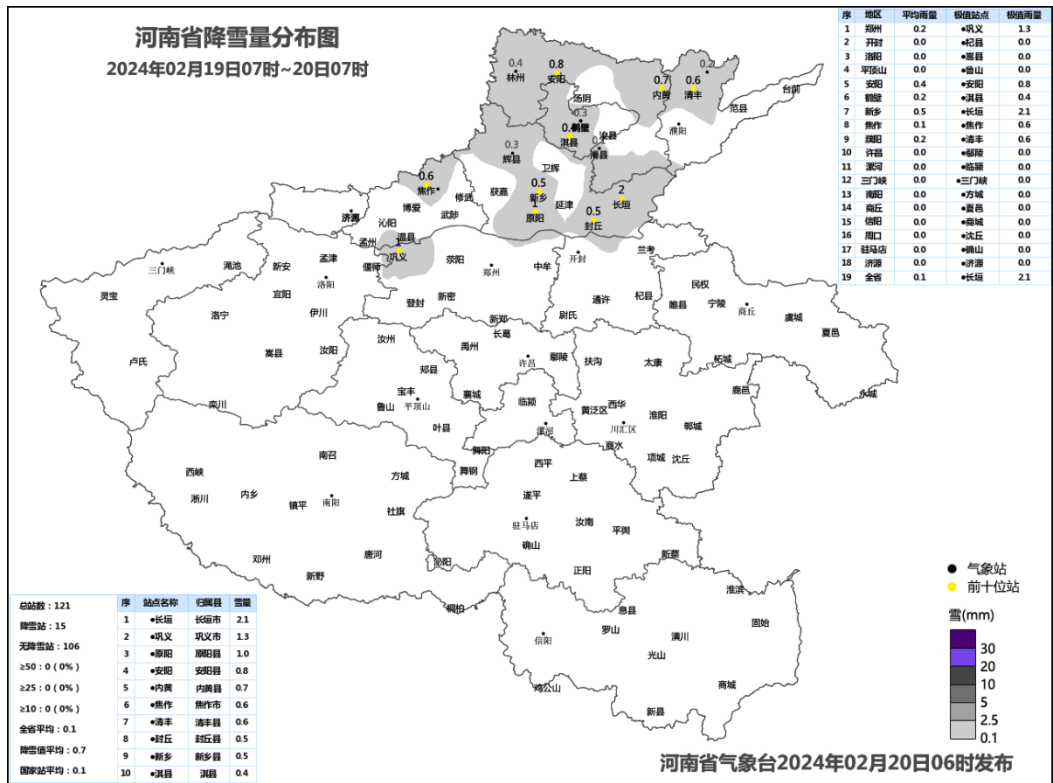 河南省降雪量分布图
2024年02月19日07时~20日07时
序 地区 平均雨量 极值站点 极值雨量
1 郑州 0.2 ●巩义 1.3
2 开封 0.0 ●杞县 0.0
3 洛阳 0.0 ●嵩县 0.0
4 平顶山 0.0 ●鲁山 0.0
5 安阳 0.4 ●安阳 0.8
6 鹤壁 0.2 ●淇县 0.4
7 新乡 0.5 ●长垣 2.1
8 焦作 0.1 ●焦作 0.6
9 濮阳 0.2 ●清丰 0.6
10 许昌 0.0 ●鄢陵 0.0
11 漯河 0.0 ●临颍 0.0
12 三门峡 0.0 ●三门峡 0.0
13 南阳 0.0 ●方城 0.0
14 商丘 0.0 ●夏邑 0.0
15 信阳 0.0 ●商城 0.0
16 周口 0.0 ●沈丘 0.0
17 驻马店 0.0 ●确山 0.0
18 济源 0.0 ●济源 0.0
19 全省 0.1 ●长垣 2.1
0.4
林州
0.8
安阳
汤阴
0.7
内黄
0.6
清丰
0.2
台前
范县
濮阳
0.3
鹤壁
淇县
浚县
滑县
0.3
辉县
卫辉
0.6
焦作
修武
获嘉
0.5
新乡
1
原阳
延津
2
长垣
0.5
封丘
博爱
武陟
济源
沁阳
孟州
温县
1
巩义
偃师
荥阳
郑州
中牟
开封
兰考
三门峡
渑池
新安
孟津
洛阳
灵宝
宜阳
洛宁
伊川
登封
新密
新郑
尉氏
通许
杞县
民权
睢县
宁陵
商丘
虞城
夏邑
永城
卢氏
嵩县
汝阳
汝州
禹州
长葛
许昌
鄢陵
扶沟
太康
柘城
鹿邑
栾川
郏县
宝丰
鲁山
平顶山
襄城
临颍
黄泛区
西华
淮阳
郸城
叶县
漯河
川汇区
商水
舞阳
舞钢
西平
项城
沈丘
西峡
淅川
内乡
南召
镇平
南阳
方城
社旗
上蔡
遂平
驻马店
汝南
平舆
确山
新蔡
邓州
新野
唐河
泌阳
正阳
桐柏
淮滨
息县
信阳
罗山
潢川
固始
光山
商城
鸡公山
新县
● 气象站
● 前十位站
雪(mm)
30
20
10
5
2.5
0.1
总站数：121
降雪站：15
无降雪站：106
≥50：0（0%）
≥25：0（0%）
≥10：0（0%）
全省平均：0.1
降雪值平均：0.7
国家站平均：0.1
序 站点名称 归属县 雪量
1 ●长垣 长垣市 2.1
2 ●巩义 巩义市 1.3
3 ●原阳 原阳县 1.0
4 ●安阳 安阳县 0.8
5 ●内黄 内黄县 0.7
6 ●焦作 焦作市 0.6
7 ●清丰 清丰县 0.6
8 ●封丘 封丘县 0.5
9 ●新乡 新乡县 0.5
10 ●淇县 淇县 0.4
河南省气象台2024年02月20日06时发布